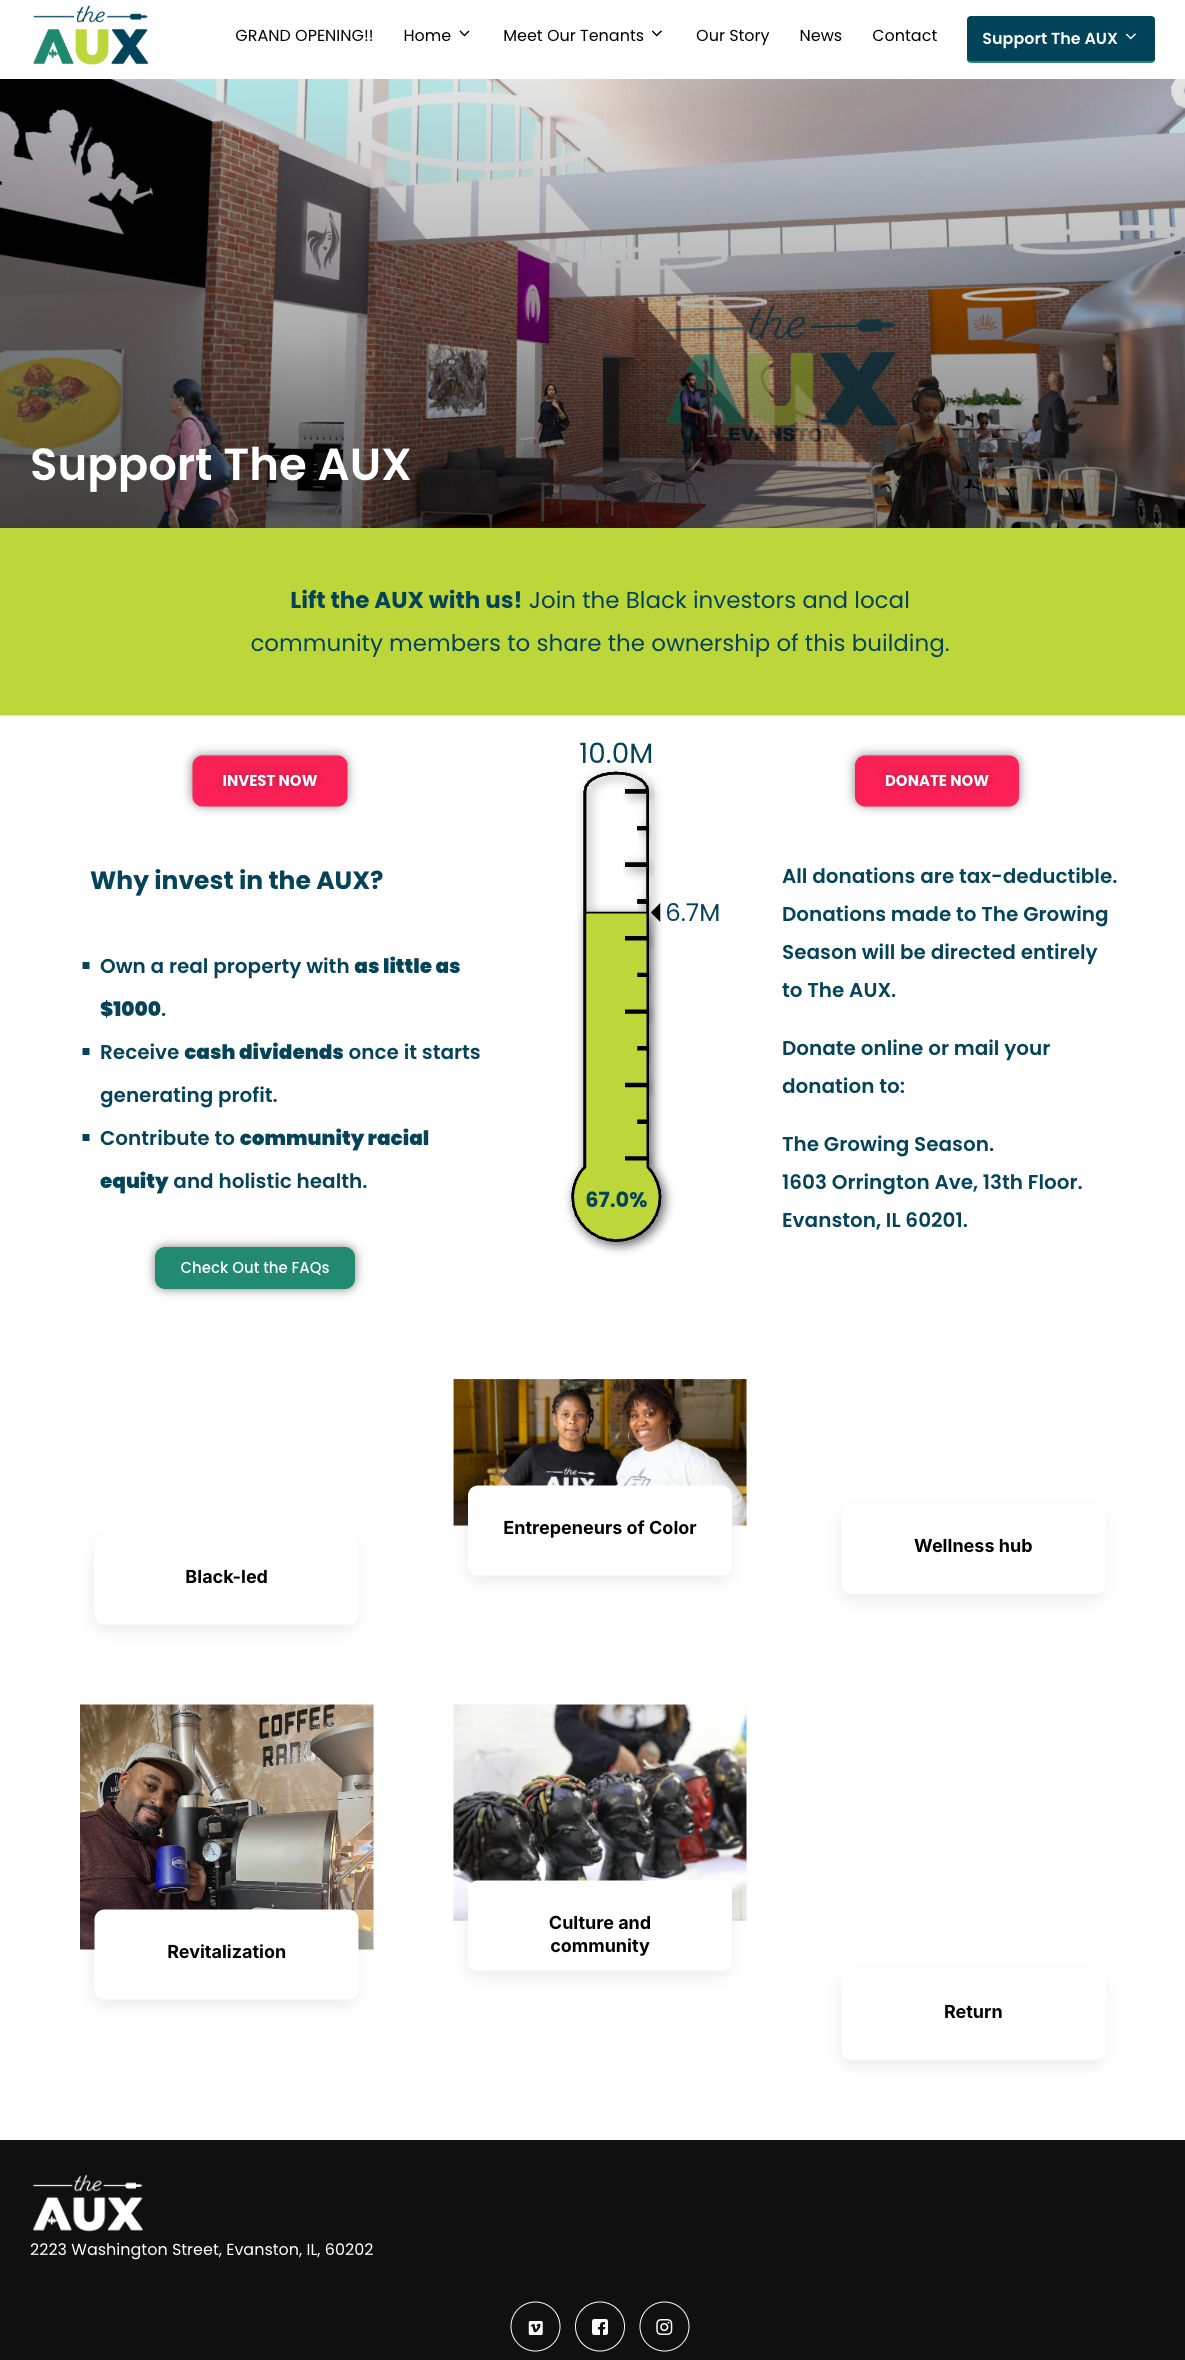 the
AUX
GRAND OPENING!!
Home
Meet Our Tenants
Our Story
News
Contact
Support The AUX
the
AUX
EVANSTON
Support The AUX
Lift the AUX with us! Join the Black investors and local
community members to share the ownership of this building.
INVEST NOW
Why invest in the AUX?
▪ Own a real property with as little as
$1000.
▪ Receive cash dividends once it starts
generating profit.
▪ Contribute to community racial
equity and holistic health.
Check Out the FAQs
10.0M
6.7M
67.0%
DONATE NOW
All donations are tax-deductible.
Donations made to The Growing
Season will be directed entirely
to The AUX.
Donate online or mail your
donation to:
The Growing Season.
1603 Orrington Ave, 13th Floor.
Evanston, IL 60201.
Black-led
the
AUX
Entrepeneurs of Color
Wellness hub
COFFEE
Revitalization
Culture and
community
Return
the
AUX
2223 Washington Street, Evanston, IL, 60202